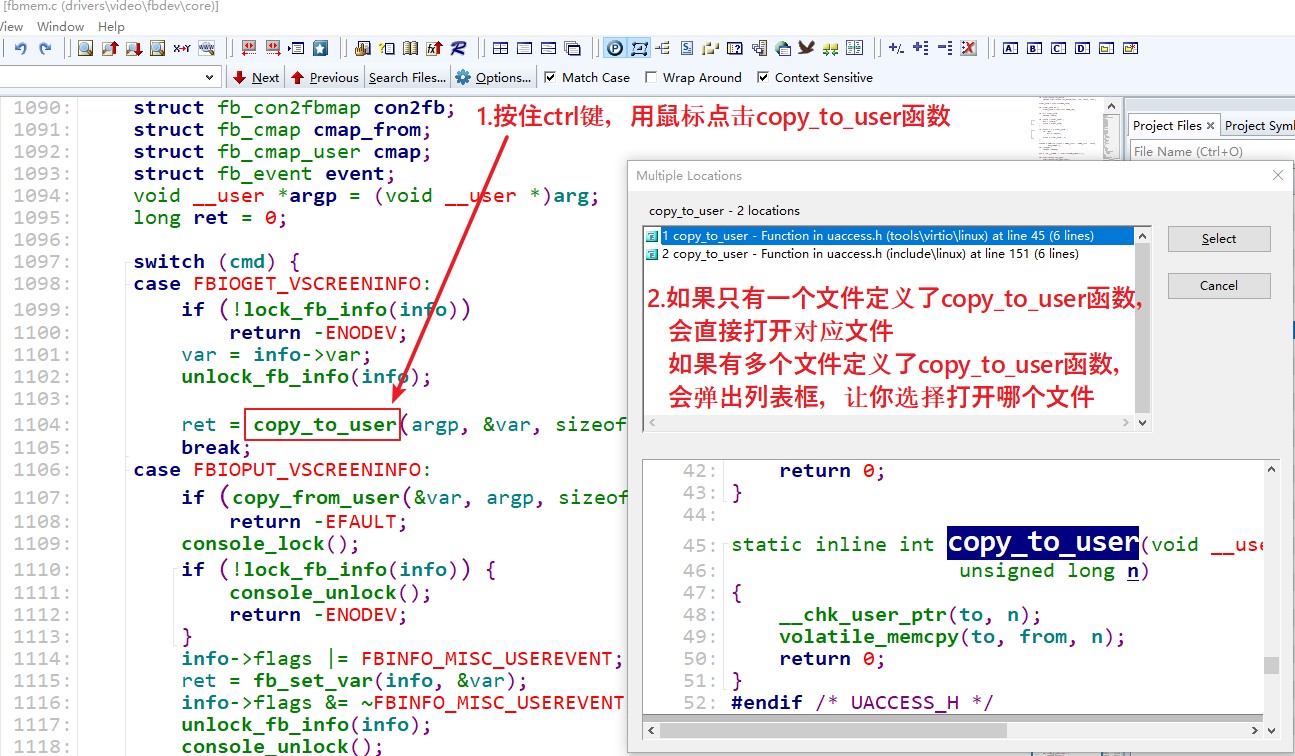 [fbmem.c (drivers\video\fbdev\core)]
View Window Help
Next Previous Search Files... Options... Match Case Wrap Around Context Sensitive
1090: struct fb_con2fbmap con2fb;
1091: struct fb_cmap cmap_from;
1092: struct fb_cmap_user cmap;
1093: struct fb_event event;
1094: void __user *argp = (void __user *)arg;
1095: long ret = 0;
1096:
1097: switch (cmd) {
1098: case FBIOGET_VSCREENINFO:
1099: if (!lock_fb_info(info))
1100: return -ENODEV;
1101: var = info->var;
1102: unlock_fb_info(info);
1103:
1104: ret = copy_to_user(argp, &var, sizeof
1105: break;
1106: case FBIOPUT_VSCREENINFO:
1107: if (copy_from_user(&var, argp, sizeof
1108: return -EFAULT;
1109: console_lock();
1110: if (!lock_fb_info(info)) {
1111: console_unlock();
1112: return -ENODEV;
1113: }
1114: info->flags |= FBINFO_MISC_USEREVENT;
1115: ret = fb_set_var(info, &var);
1116: info->flags &= ~FBINFO_MISC_USEREVENT
1117: unlock_fb_info(info);
1118: console_unlock();
1.按住ctrl键，用鼠标点击copy_to_user函数
Project Files Project Syml
File Name (Ctrl+O)
Multiple Locations
copy_to_user - 2 locations
1 copy_to_user - Function in uaccess.h (tools\virtio\linux) at line 45 (6 lines)
2 copy_to_user - Function in uaccess.h (include\linux) at line 151 (6 lines)
Select
Cancel
2.如果只有一个文件定义了copy_to_user函数,
会直接打开对应文件
如果有多个文件定义了copy_to_user函数,
会弹出列表框，让你选择打开哪个文件
42: return 0;
43: }
44:
45: static inline int copy_to_user(void __use
46: unsigned long n)
47: {
48: __chk_user_ptr(to, n);
49: volatile_memcpy(to, from, n);
50: return 0;
51: }
52: #endif /* UACCESS_H */